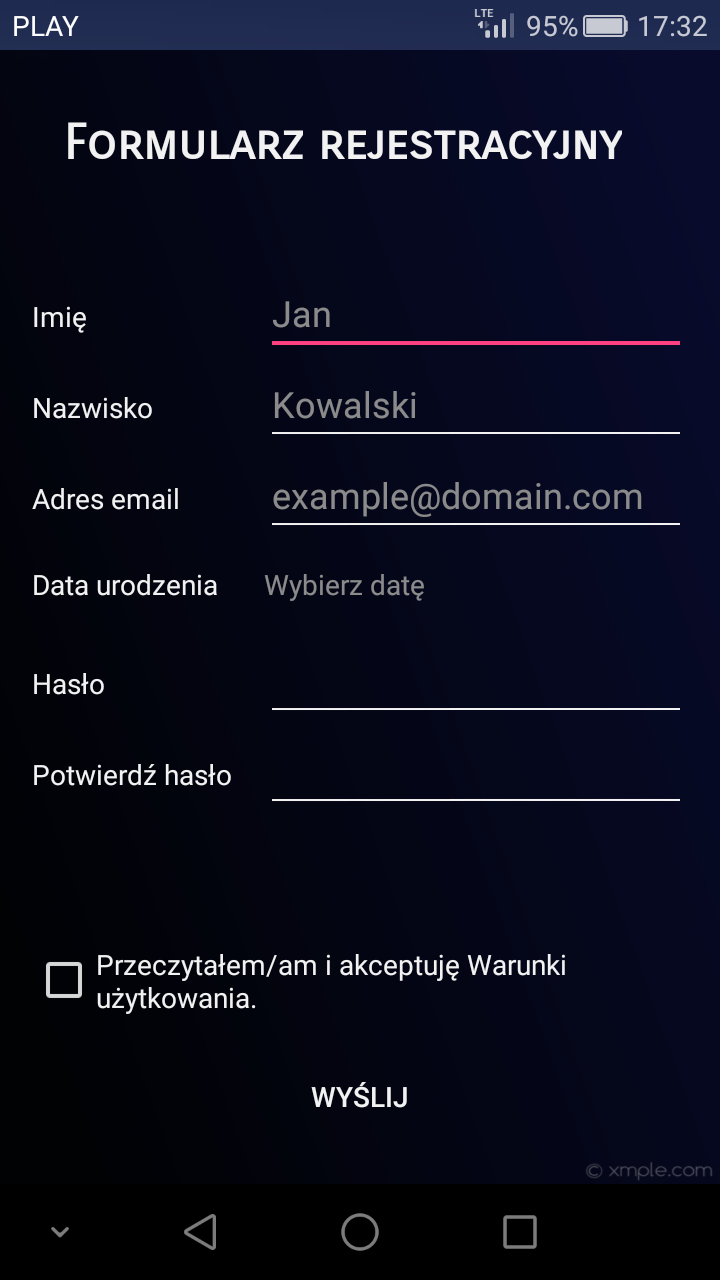 PLAY LTE 95% 17:32
Formularz rejestracyjny
Imię Jan
Nazwisko Kowalski
Adres email example@domain.com
Data urodzenia Wybierz datę
Hasło
Potwierdź hasło
Przeczytałem/am i akceptuję Warunki
użytkowania.
WYŚLIJ
© xmple.com